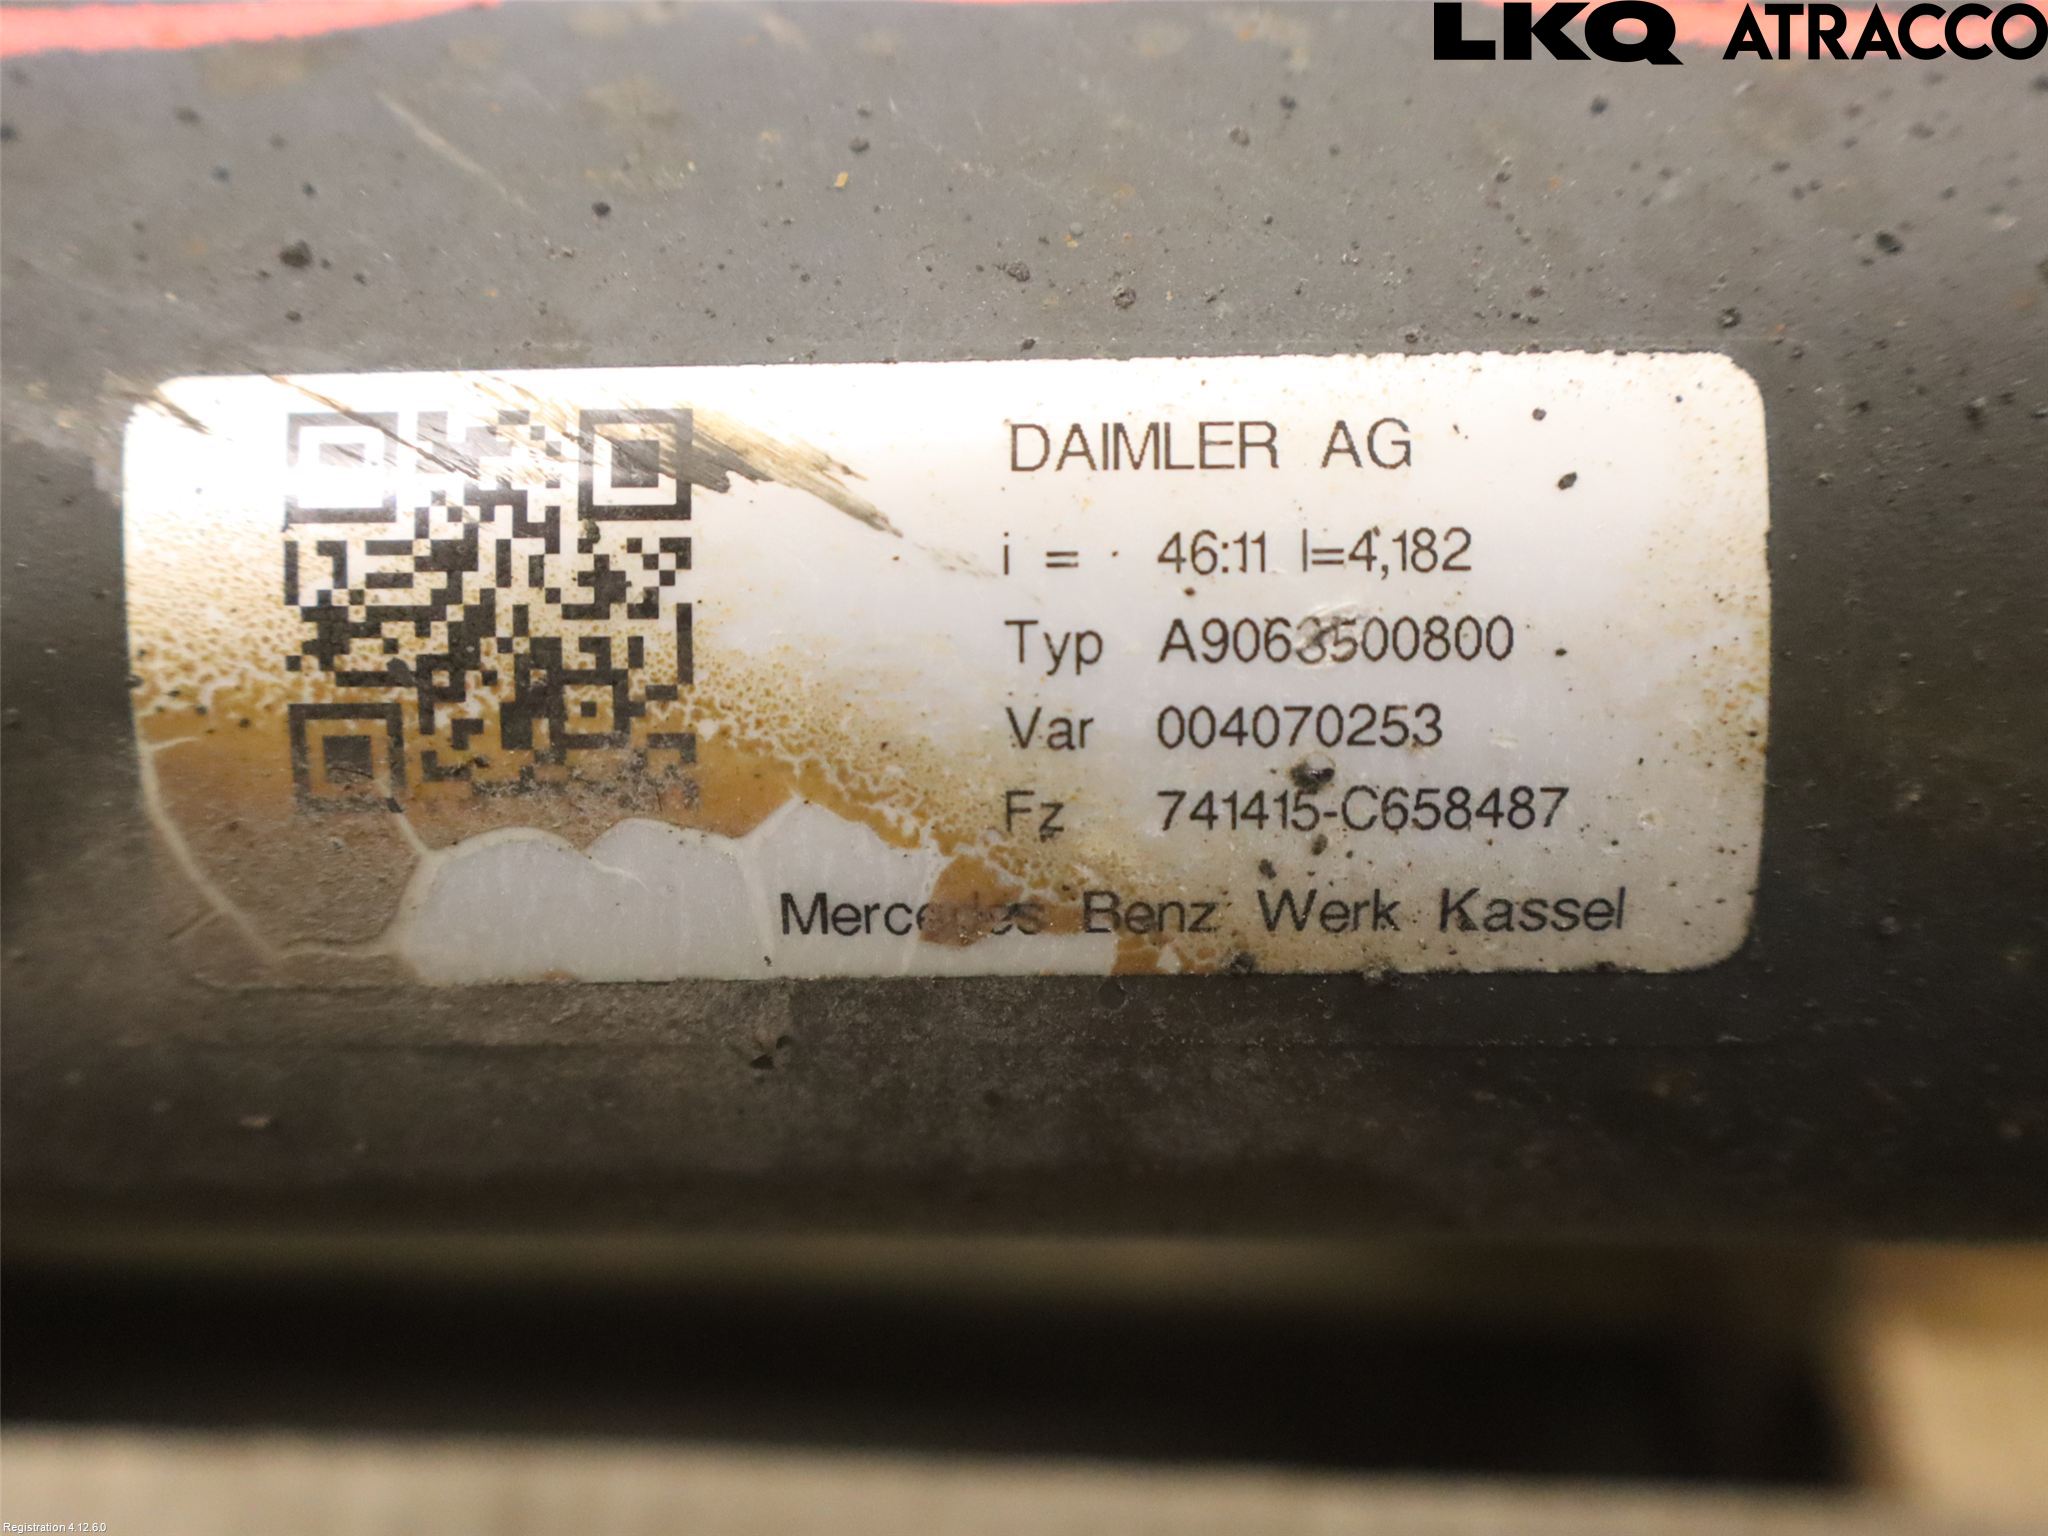 LKQ ATRACCO
DAIMLER AG
i = 46:11 I=4,182
Typ A9063500800
Var 004070253
Fz 741415-C658487
Mercedes Benz Werk Kassel
Registration 4.12.6.0